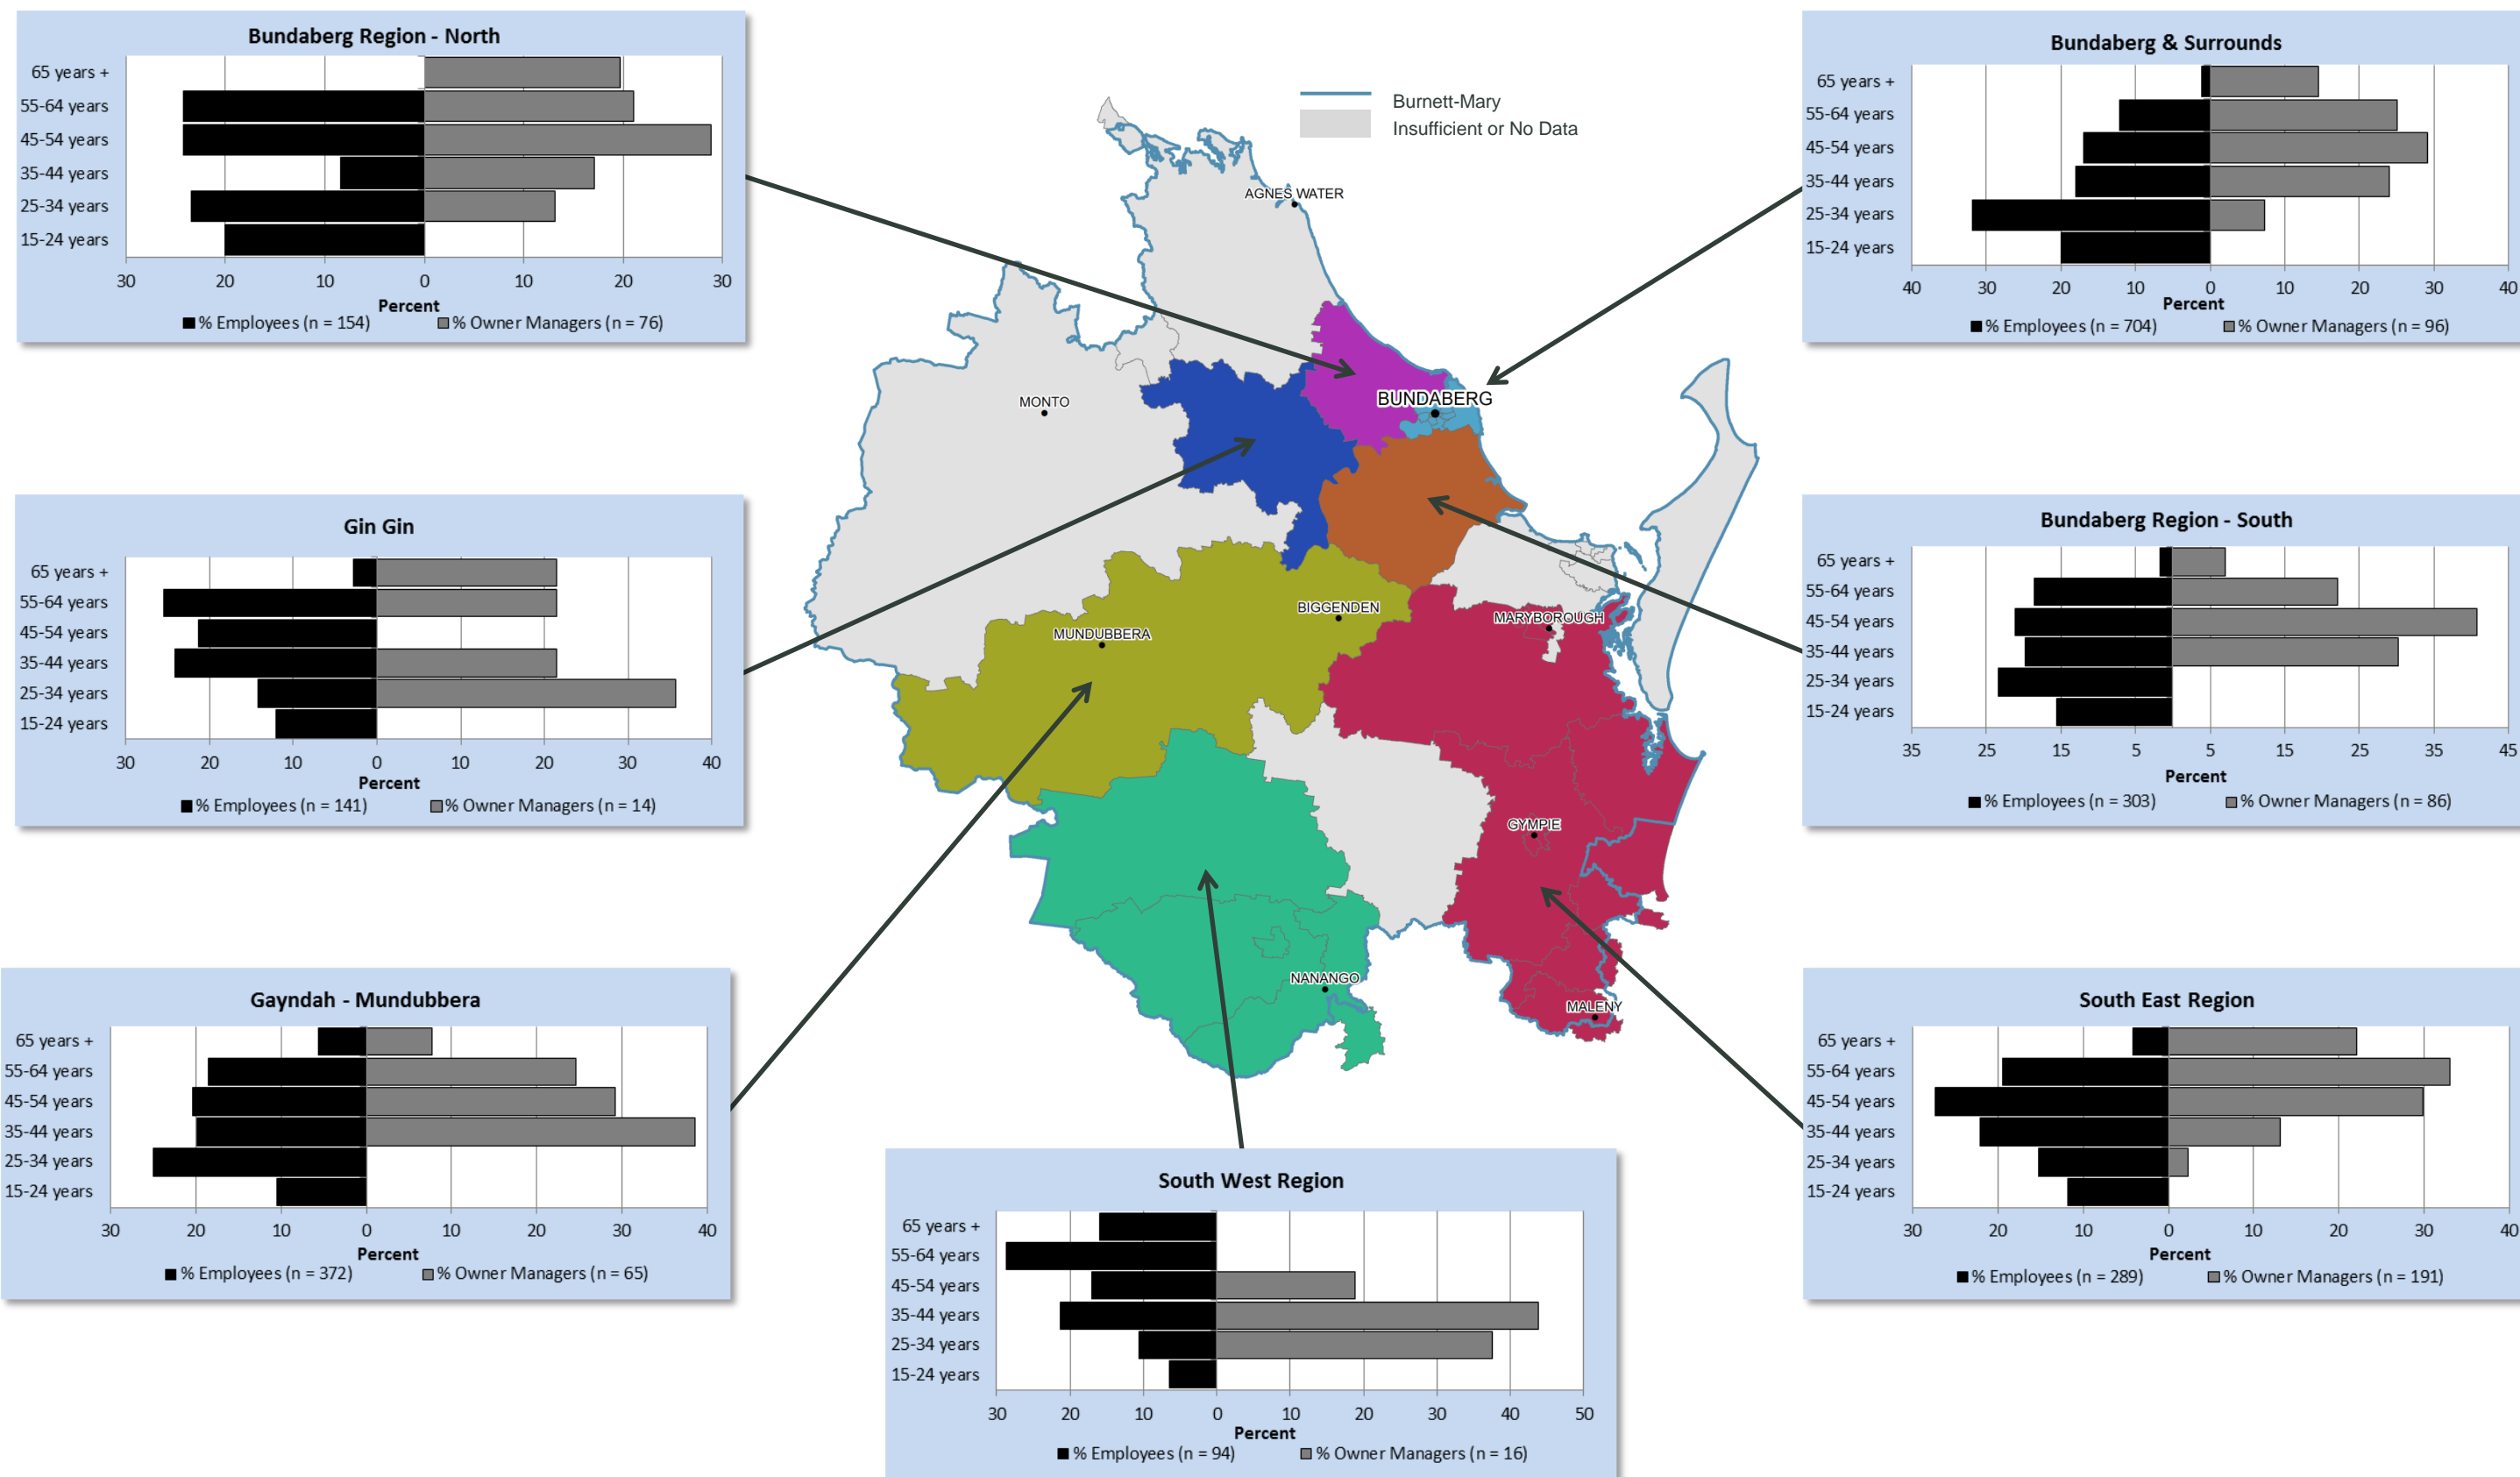 Bundaberg Region - North
65 years +
55-64 years
45-54 years
35-44 years
25-34 years
15-24 years
30 20 10 0 10 20 30
Percent
% Employees (n = 154) % Owner Managers (n = 76)
Bundaberg & Surrounds
65 years +
55-64 years
45-54 years
35-44 years
25-34 years
15-24 years
40 30 20 10 0 10 20 30 40
Percent
% Employees (n = 704) % Owner Managers (n = 96)
Burnett-Mary
Insufficient or No Data
AGNES WATER
MONTO
BUNDABERG
BIGGENDEN
MUNDUBBERA
MARYBOROUGH
GYMPIE
NANANGO
MALENY
Gin Gin
65 years +
55-64 years
45-54 years
35-44 years
25-34 years
15-24 years
30 20 10 0 10 20 30 40
Percent
% Employees (n = 141) % Owner Managers (n = 14)
Bundaberg Region - South
65 years +
55-64 years
45-54 years
35-44 years
25-34 years
15-24 years
35 25 15 5 5 15 25 35 45
Percent
% Employees (n = 303) % Owner Managers (n = 86)
Gayndah - Mundubbera
65 years +
55-64 years
45-54 years
35-44 years
25-34 years
15-24 years
30 20 10 0 10 20 30 40
Percent
% Employees (n = 372) % Owner Managers (n = 65)
South West Region
65 years +
55-64 years
45-54 years
35-44 years
25-34 years
15-24 years
30 20 10 0 10 20 30 40 50
Percent
% Employees (n = 94) % Owner Managers (n = 16)
South East Region
65 years +
55-64 years
45-54 years
35-44 years
25-34 years
15-24 years
30 20 10 0 10 20 30 40
Percent
% Employees (n = 289) % Owner Managers (n = 191)